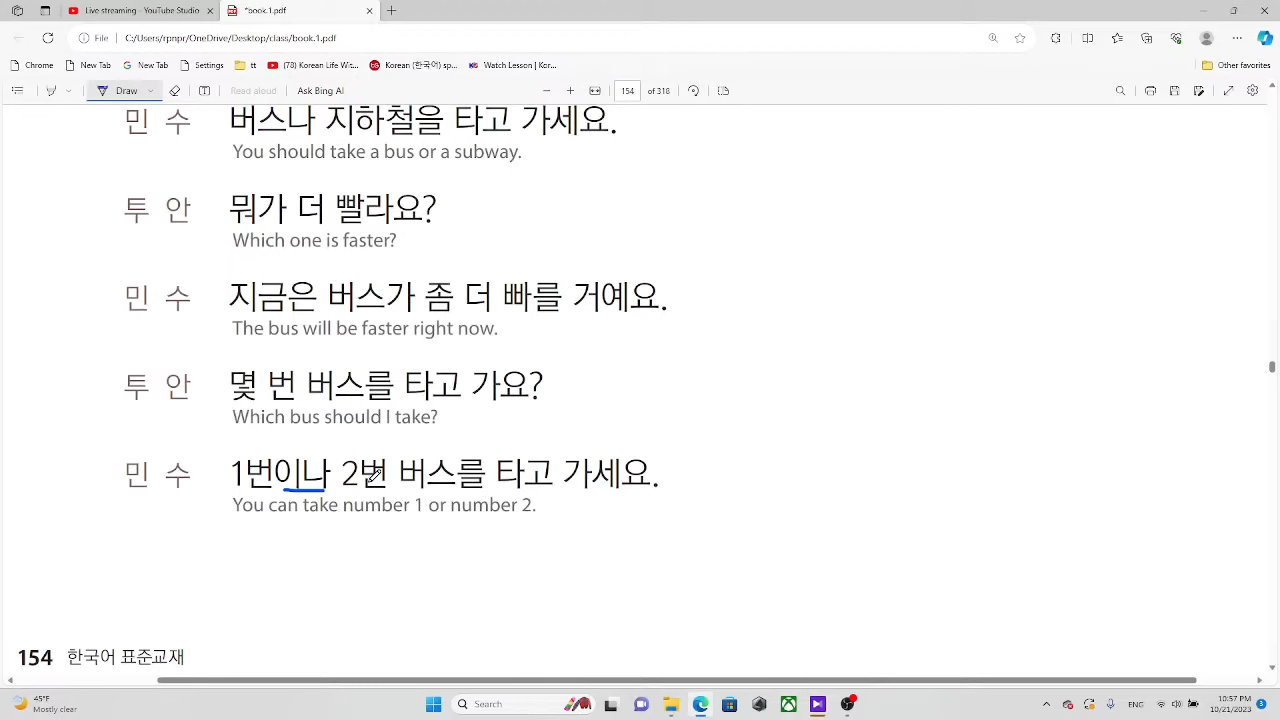 Live streaming - YouTube Studio
*book.1.pdf
File
C:/Users/rpnpr/OneDrive/Desktop/class/book.1.pdf
Chrome
New Tab
New Tab
Settings
tt
(78) Korean Life Wir...
Korean (한국어) sp...
Watch Lesson | Kor...
Other favorites
Draw
Read aloud
Ask Bing AI
154 of 318
민 수 버스나 지하철을 타고 가세요.
You should take a bus or a subway.
투 안 뭐가 더 빨라요?
Which one is faster?
민 수 지금은 버스가 좀 더 빠를 거예요.
The bus will be faster right now.
투 안 몇 번 버스를 타고 가요?
Which bus should I take?
민 수 1번이나 2번 버스를 타고 가세요.
You can take number 1 or number 2.
154 한국어 표준교재
45°F
Mostly clear
Search
ENG
10:57 PM
10/21/2023